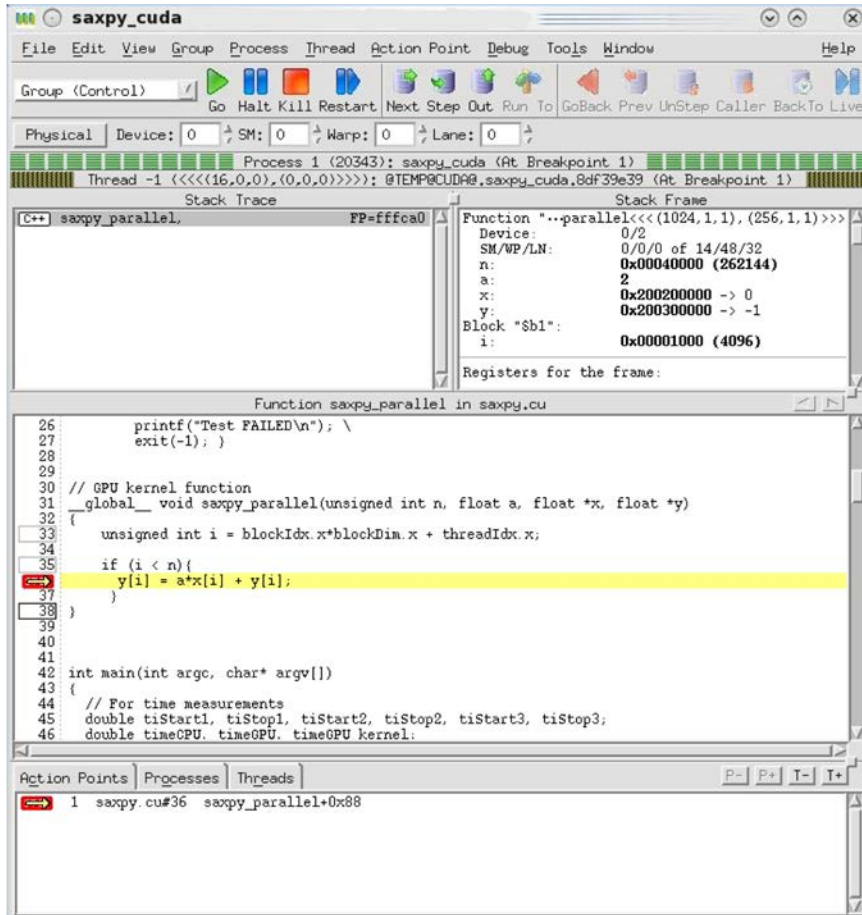 saxpy_cuda
File Edit View Group Process Thread Action Point Debug Tools Window Help
Group (Control) Go Halt Kill Restart Next Step Out Run To GoBack Prev UnStep Caller BackTo Live
Physical Device: 0 SM: 0 Warp: 0 Lane: 0
Process 1 (20343): saxpy_cuda (At Breakpoint 1)
Thread -1 (<<<(16,0,0),(0,0,0)>>>): @TEMP@CUDA@.saxpy_cuda.8df39e39 (At Breakpoint 1)
Stack Trace
C++ saxpy_parallel, FP=fffca0
Stack Frame
Function "...parallel<<<(1024,1,1),(256,1,1)>>>
Device: 0/2
SM/WP/LN: 0/0/0 of 14/48/32
n: 0x00040000 (262144)
a: 2
x: 0x200200000 -> 0
y: 0x200300000 -> -1
Block "$b1":
i: 0x00001000 (4096)
Registers for the frame:
Function saxpy_parallel in saxpy.cu
26 printf("Test FAILED\n"); \
27 exit(-1); }
28
29
30 // GPU kernel function
31 __global__ void saxpy_parallel(unsigned int n, float a, float *x, float *y)
32 {
33 unsigned int i = blockIdx.x*blockDim.x + threadIdx.x;
34
35 if (i < n){
y[i] = a*x[i] + y[i];
37 }
38 }
39
40
41
42 int main(int argc, char* argv[])
43 {
44 // For time measurements
45 double tiStart1, tiStop1, tiStart2, tiStop2, tiStart3, tiStop3;
46 double timeCPU, timeGPU, timeGPU_kernel;
Action Points Processes Threads P- P+ T- T+
1 saxpy.cu#36 saxpy_parallel+0x88